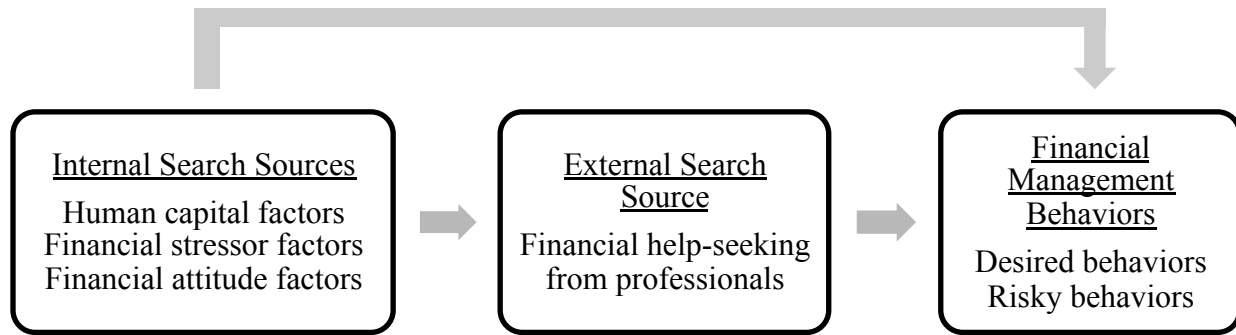 Internal Search Sources
Human capital factors
Financial stressor factors
Financial attitude factors
External Search
Source
Financial help-seeking
from professionals
Financial
Management
Behaviors
Desired behaviors
Risky behaviors